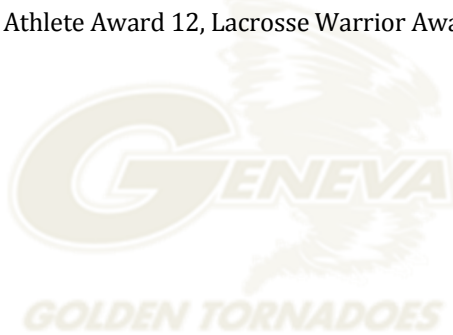 Athlete Award 12, Lacrosse Warrior Awa
GENEVA
GOLDEN TORNADOES